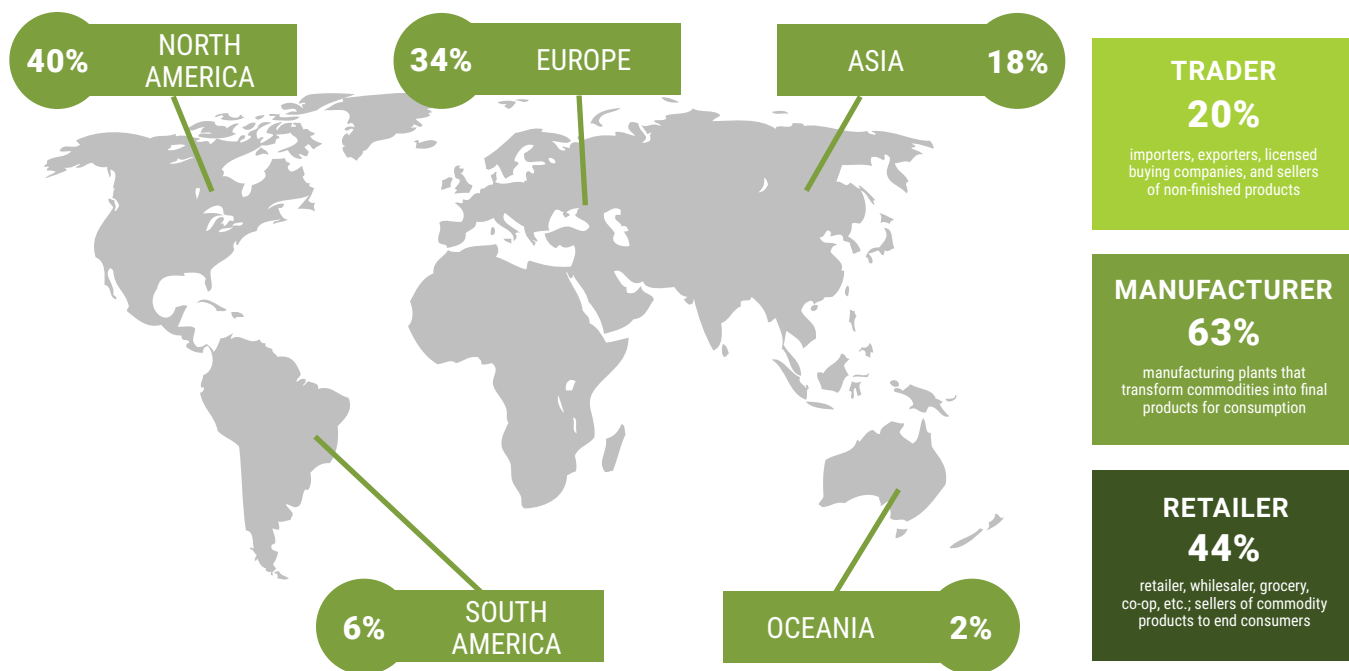 40%
NORTH
AMERICA
34%
EUROPE
ASIA
18%
TRADER
20%
importers, exporters, licensed
buying companies, and sellers
of non-finished products
MANUFACTURER
63%
manufacturing plants that
transform commodities into final
products for consumption
RETAILER
44%
retailer, whilesaler, grocery,
co-op, etc.; sellers of commodity
products to end consumers
6%
SOUTH
AMERICA
OCEANIA
2%